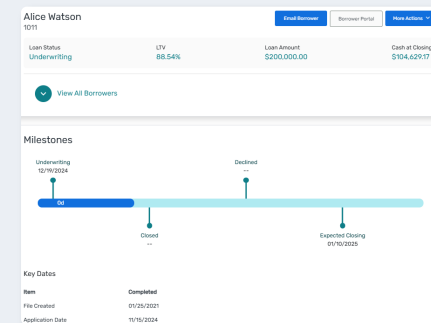 Alice Watson
1011
Email Borrower
Borrower Portal
More Actions
Loan Status
LTV
Loan Amount
Cash at Closing
Underwriting
88.54%
$200,000.00
$104,629.17
View All Borrowers
Milestones
Underwriting
12/19/2024
Declined
--
0d
Closed
--
Expected Closing
01/10/2025
Key Dates
Item Completed
File Created 01/25/2021
Application Date 11/15/2024